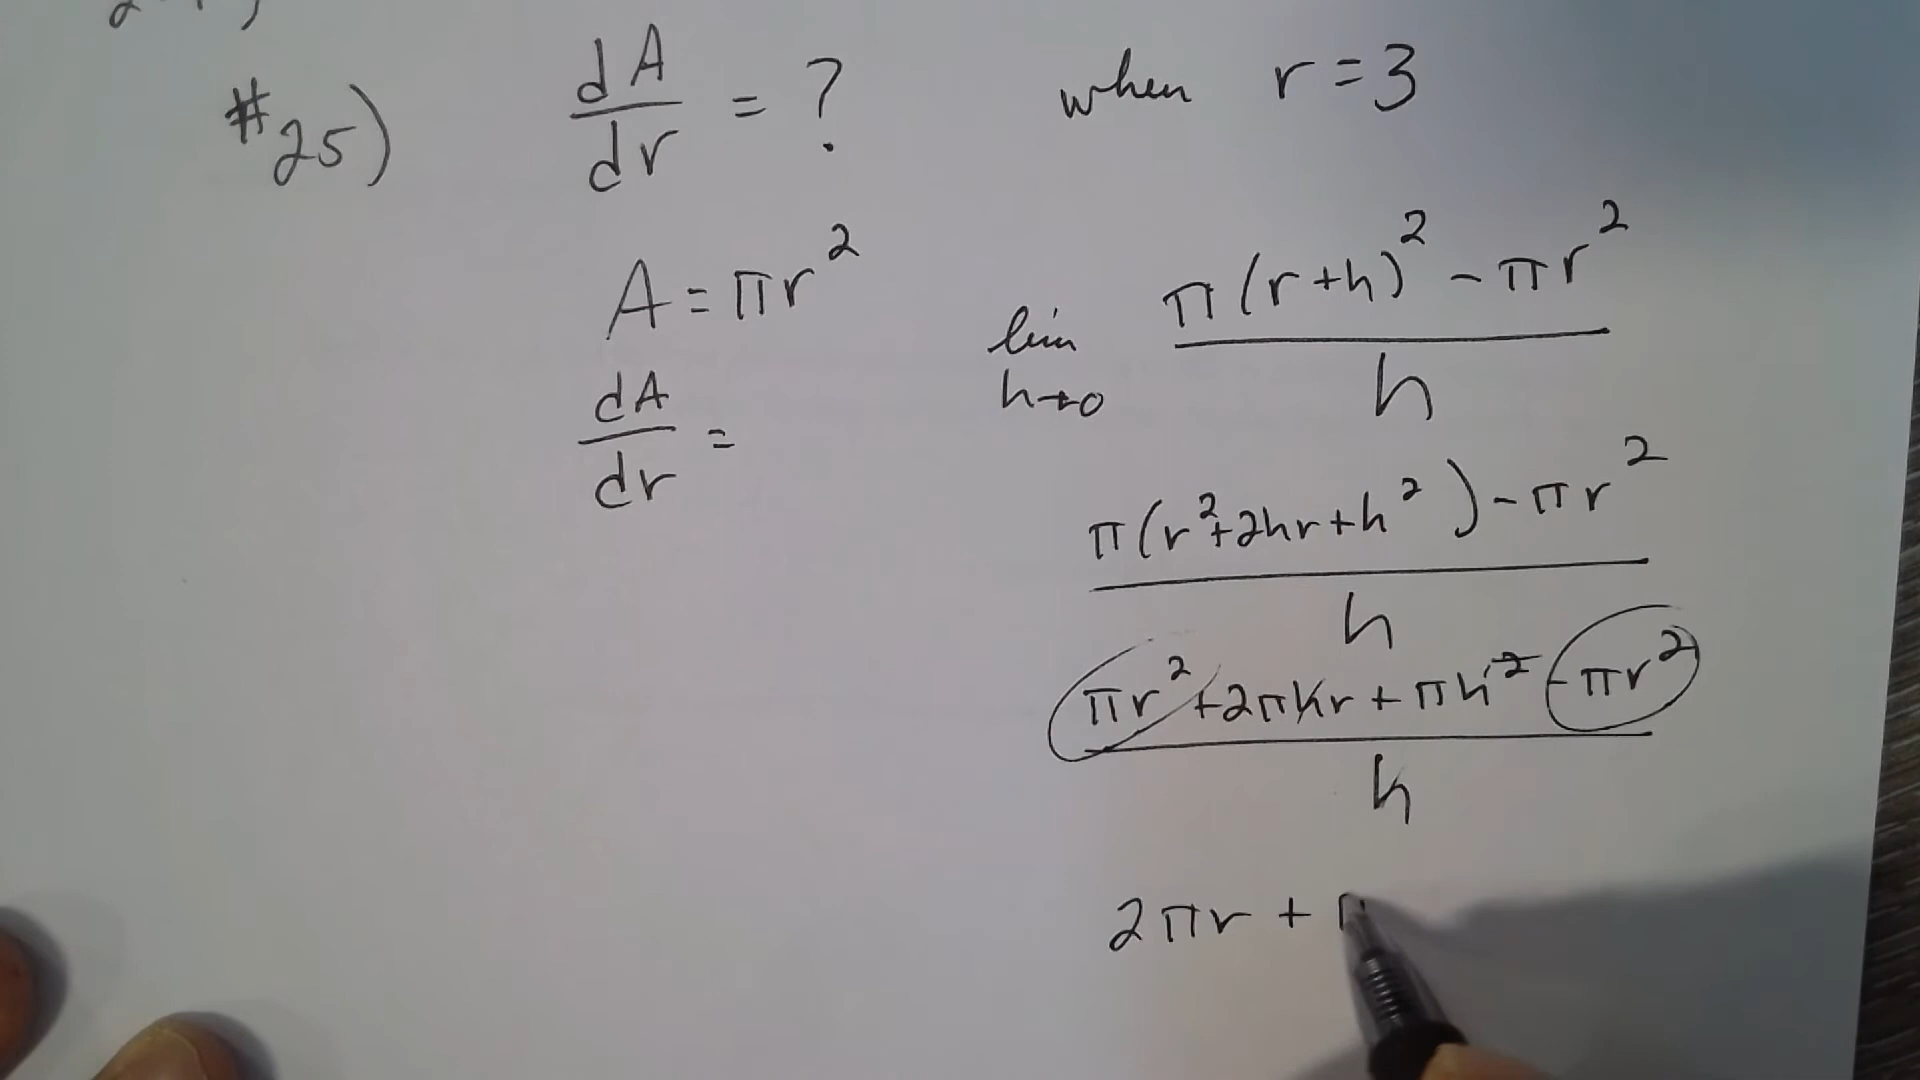 #25) dA/dr = ? when r = 3
A = πr²
dA/dr =
lim h→0 (π(r+h)² - πr²)/h
(π(r²+2hr+h²) - πr²)/h
(πr² + 2πhr + πh² - πr²)/h
2πr +